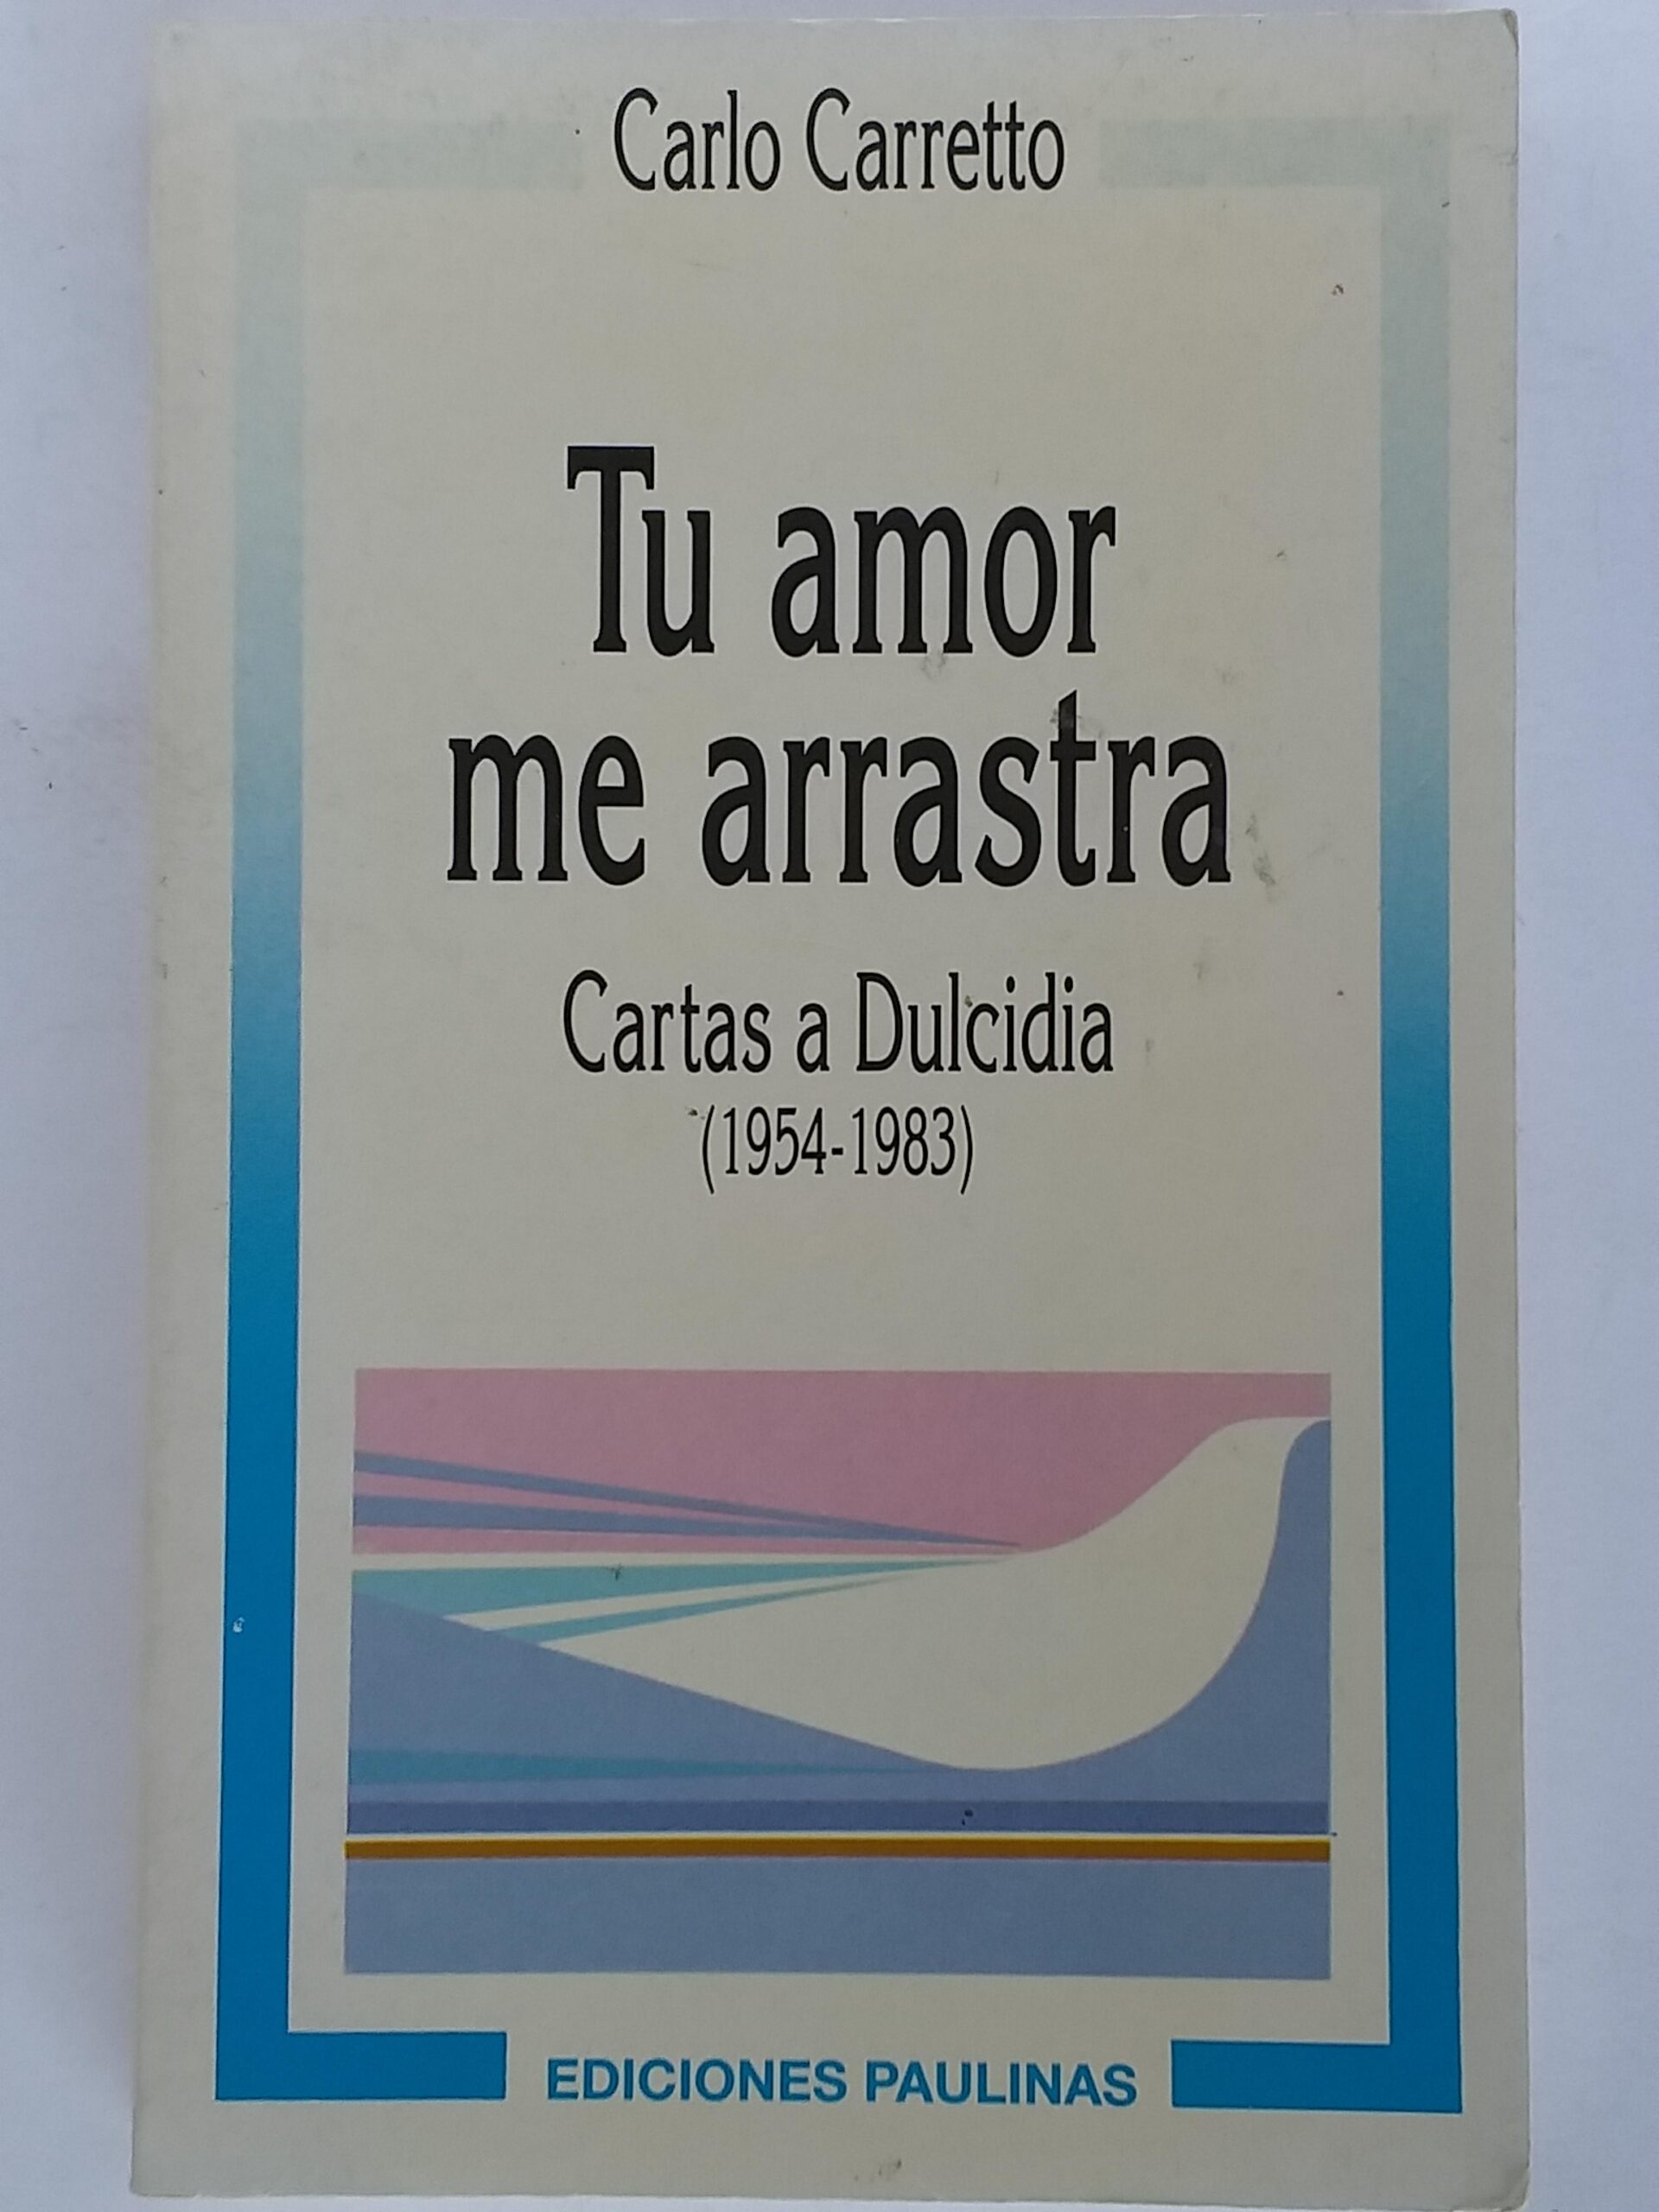 Carlo Carretto
Tu amor
me arrastra
Cartas a Dulcidia
(1954-1983)
EDICIONES PAULINAS